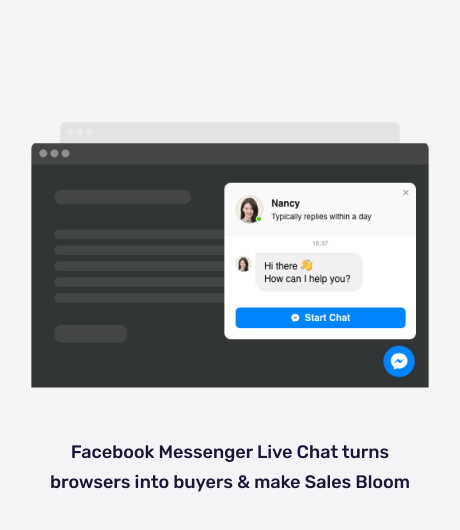 Nancy
Typically replies within a day
16:37
Hi there 👋
How can I help you?
Start Chat
Facebook Messenger Live Chat turns
browsers into buyers & make Sales Bloom